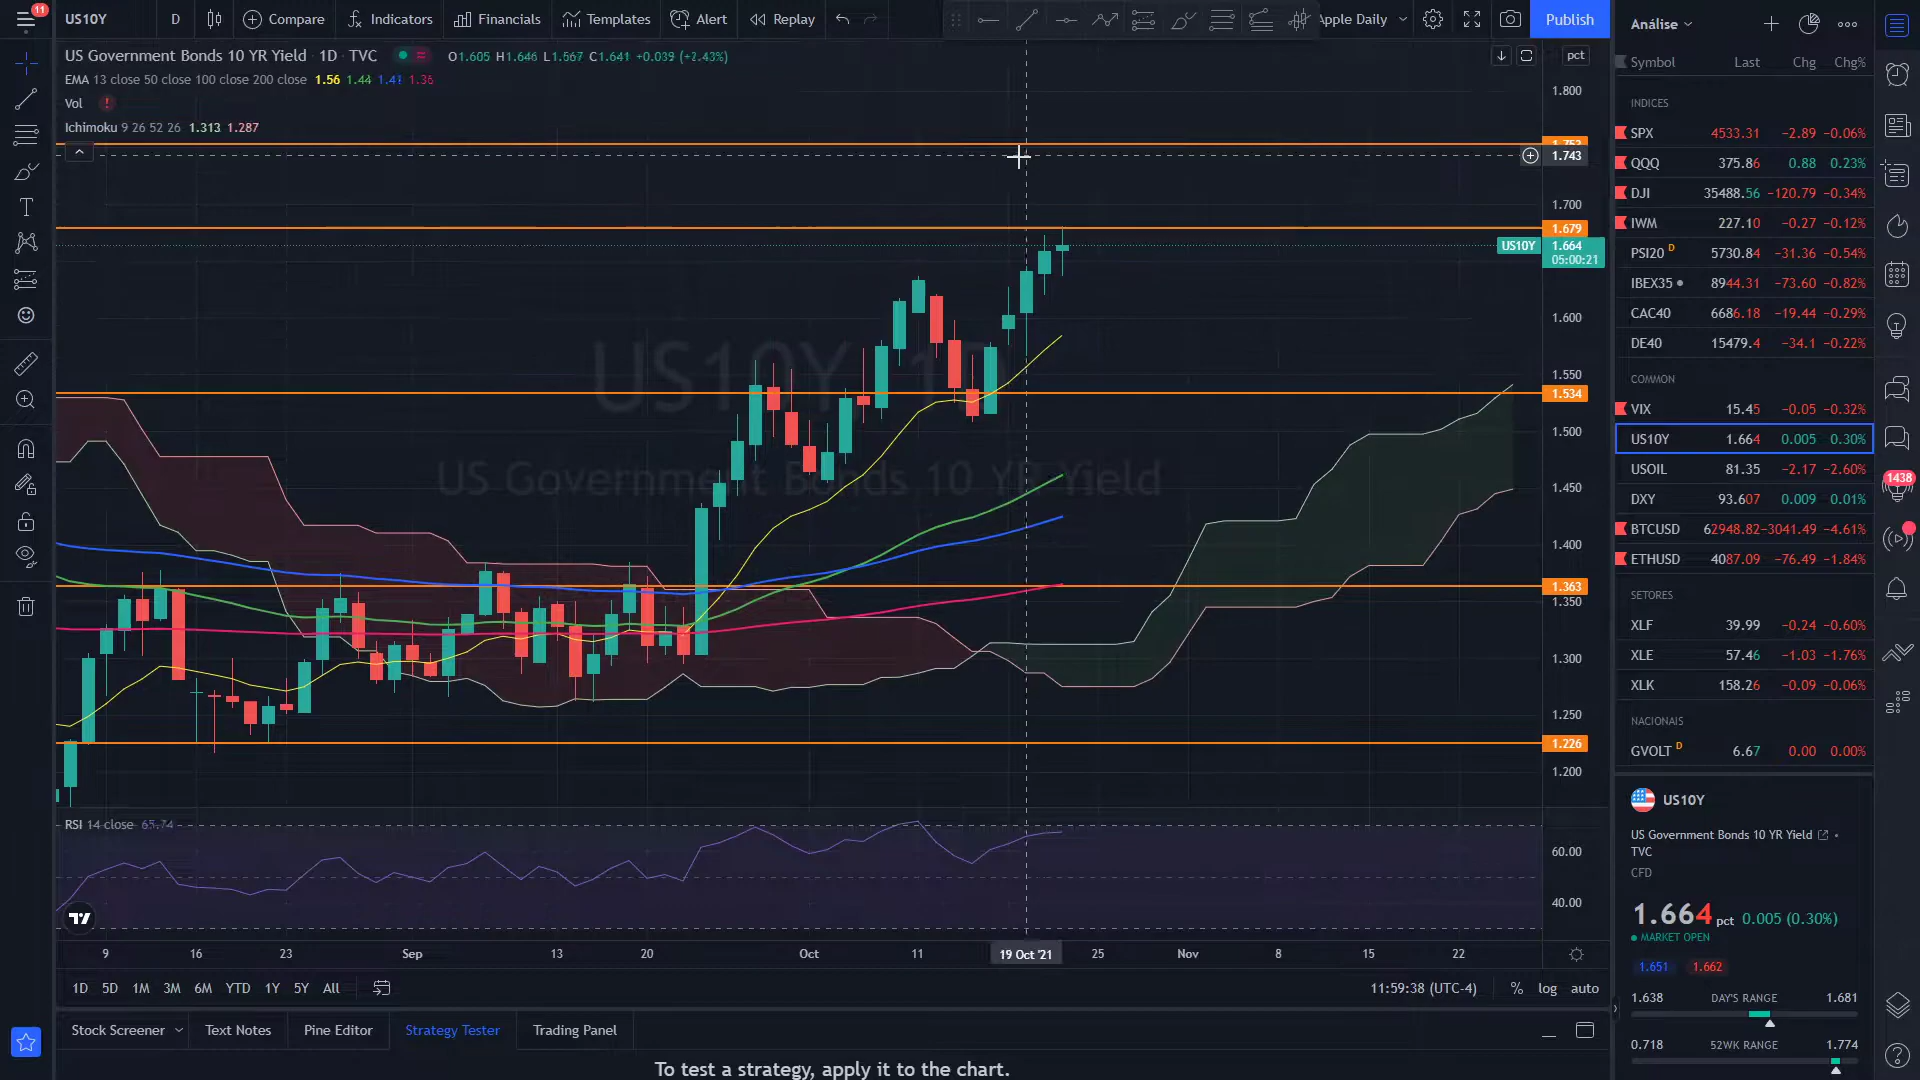 11
US10Y
D
Compare
Indicators
Financials
Templates
Alert
Replay
Apple Daily
Publish
US Government Bonds 10 YR Yield · 1D · TVC O1.605 H1.646 L1.567 C1.641 +0.039 (+2.43%)
EMA 13 close 50 close 100 close 200 close 1.56 1.44
Vol !
Ichimoku 9 26 52 26 1.313 1.287
pct
1.800
1.743
1.700
1.679
US10Y 1.664
05:00:21
1.600
1.550
1.534
1.500
1.450
1.400
1.363
1.350
1.300
1.250
1.226
1.200
US10Y, 1D
US Government Bonds 10 YR Yield
RSI 14 close 65.74
60.00
40.00
9 16 23 Sep 13 20 Oct 11 19 Oct '21 25 Nov 8 15 22
1D 5D 1M 3M 6M YTD 1Y 5Y All
11:59:38 (UTC-4) % log auto
Stock Screener Text Notes Pine Editor Strategy Tester Trading Panel
To test a strategy, apply it to the chart.
Análise
Symbol Last Chg Chg%
INDICES
SPX 4533.31 −2.89 −0.06%
QQQ 375.86 0.88 0.23%
DJI 35488.56 −120.79 −0.34%
IWM 227.10 −0.27 −0.12%
PSI20 D 5730.84 −31.36 −0.54%
IBEX35 8944.31 −73.60 −0.82%
CAC40 6686.18 −19.44 −0.29%
DE40 15479.4 −34.1 −0.22%
COMMON
VIX 15.45 −0.05 −0.32%
US10Y 1.664 0.005 0.30%
USOIL 81.35 −2.17 −2.60%
DXY 93.607 0.009 0.01%
BTCUSD 62948.82 −3041.49 −4.61%
ETHUSD 4087.09 −76.49 −1.84%
SETORES
XLF 39.99 −0.24 −0.60%
XLE 57.46 −1.03 −1.76%
XLK 158.26 −0.09 −0.06%
NACIONAIS
GVOLT D 6.67 0.00 0.00%
US10Y
US Government Bonds 10 YR Yield
TVC
CFD
1.664 pct 0.005 (0.30%)
MARKET OPEN
1.651 1.662
1.638 DAY'S RANGE 1.681
0.718 52WK RANGE 1.774
1438